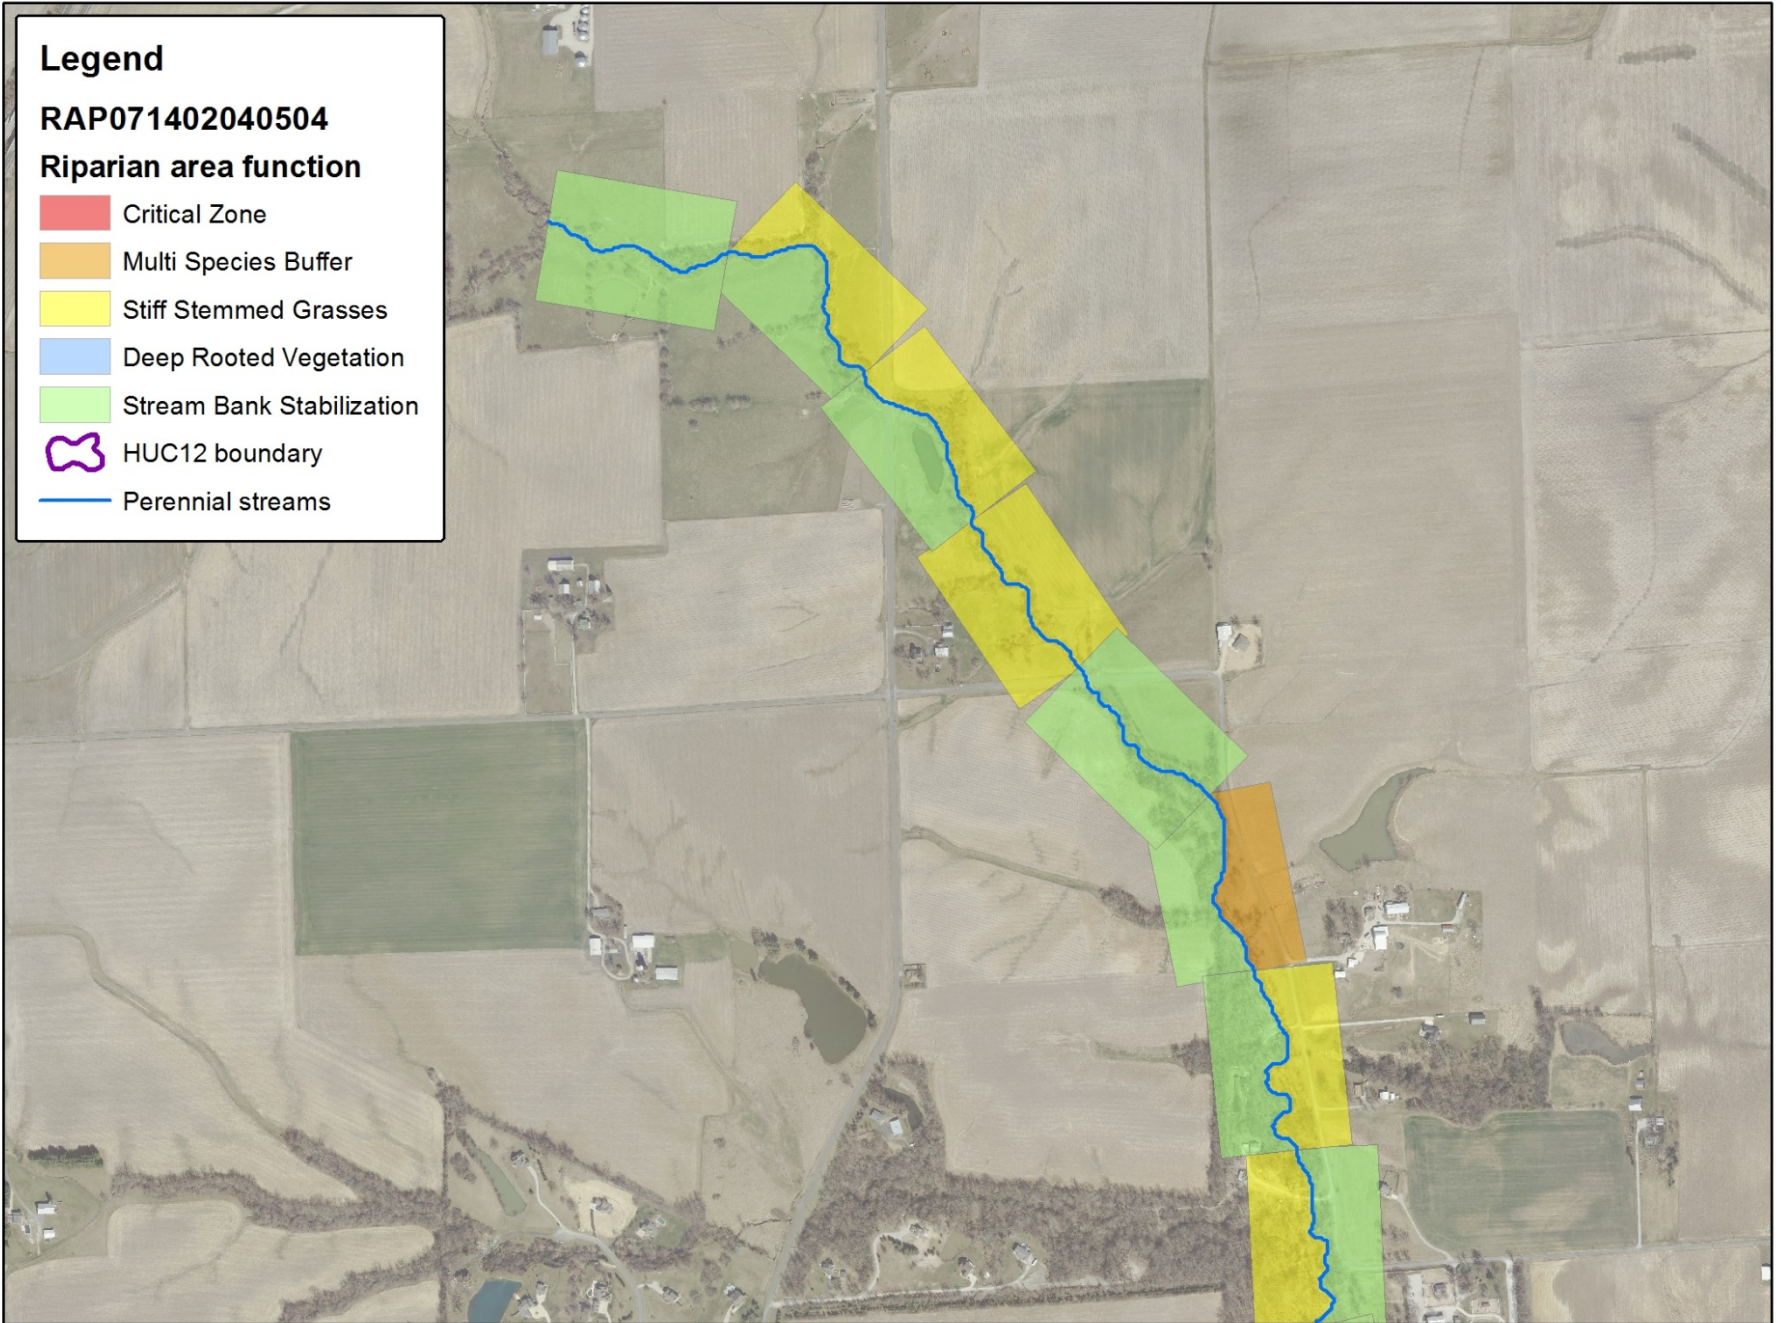 Legend
RAP071402040504
Riparian area function
Critical Zone
Multi Species Buffer
Stiff Stemmed Grasses
Deep Rooted Vegetation
Stream Bank Stabilization
HUC12 boundary
Perennial streams